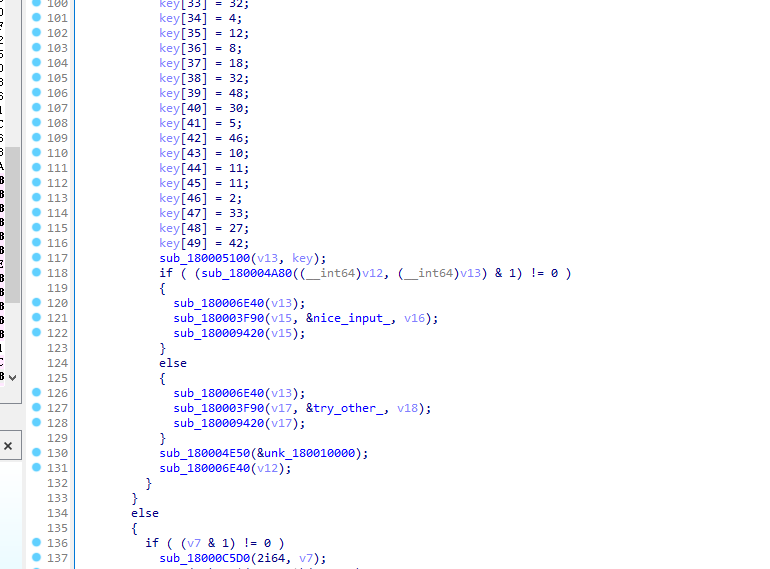 100 key[33] = 32;
101 key[34] = 4;
102 key[35] = 12;
103 key[36] = 8;
104 key[37] = 18;
105 key[38] = 32;
106 key[39] = 48;
107 key[40] = 30;
108 key[41] = 5;
109 key[42] = 46;
110 key[43] = 10;
111 key[44] = 11;
112 key[45] = 11;
113 key[46] = 2;
114 key[47] = 33;
115 key[48] = 27;
116 key[49] = 42;
117 sub_180005100(v13, key);
118 if ( (sub_180004A80((__int64)v12, (__int64)v13) & 1) != 0 )
119 {
120 sub_180006E40(v13);
121 sub_180003F90(v15, &nice_input_, v16);
122 sub_180009420(v15);
123 }
124 else
125 {
126 sub_180006E40(v13);
127 sub_180003F90(v17, &try_other_, v18);
128 sub_180009420(v17);
129 }
130 sub_180004E50(&unk_180010000);
131 sub_180006E40(v12);
132 }
133 }
134 else
135 {
136 if ( (v7 & 1) != 0 )
137 sub_18000C5D0(2i64, v7);